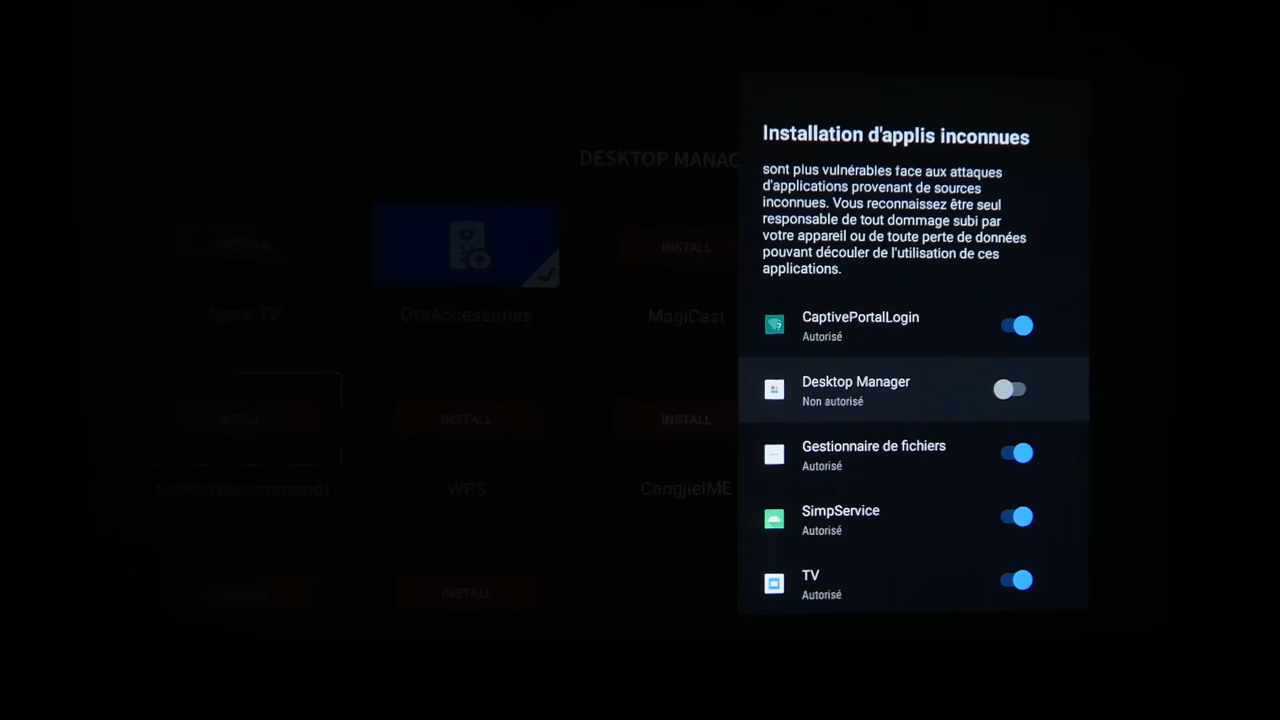 DESKTOP MANAG
INSTALL
INSTALL
OtaAccessories
MagiCast
INSTALL
INSTALL
INSTALL
WPS
CangjieIME
INSTALL
Installation d'applis inconnues
sont plus vulnérables face aux attaques
d'applications provenant de sources
inconnues. Vous reconnaissez être seul
responsable de tout dommage subi par
votre appareil ou de toute perte de données
pouvant découler de l'utilisation de ces
applications.
CaptivePortalLogin
Autorisé
Desktop Manager
Non autorisé
Gestionnaire de fichiers
Autorisé
SimpService
Autorisé
TV
Autorisé